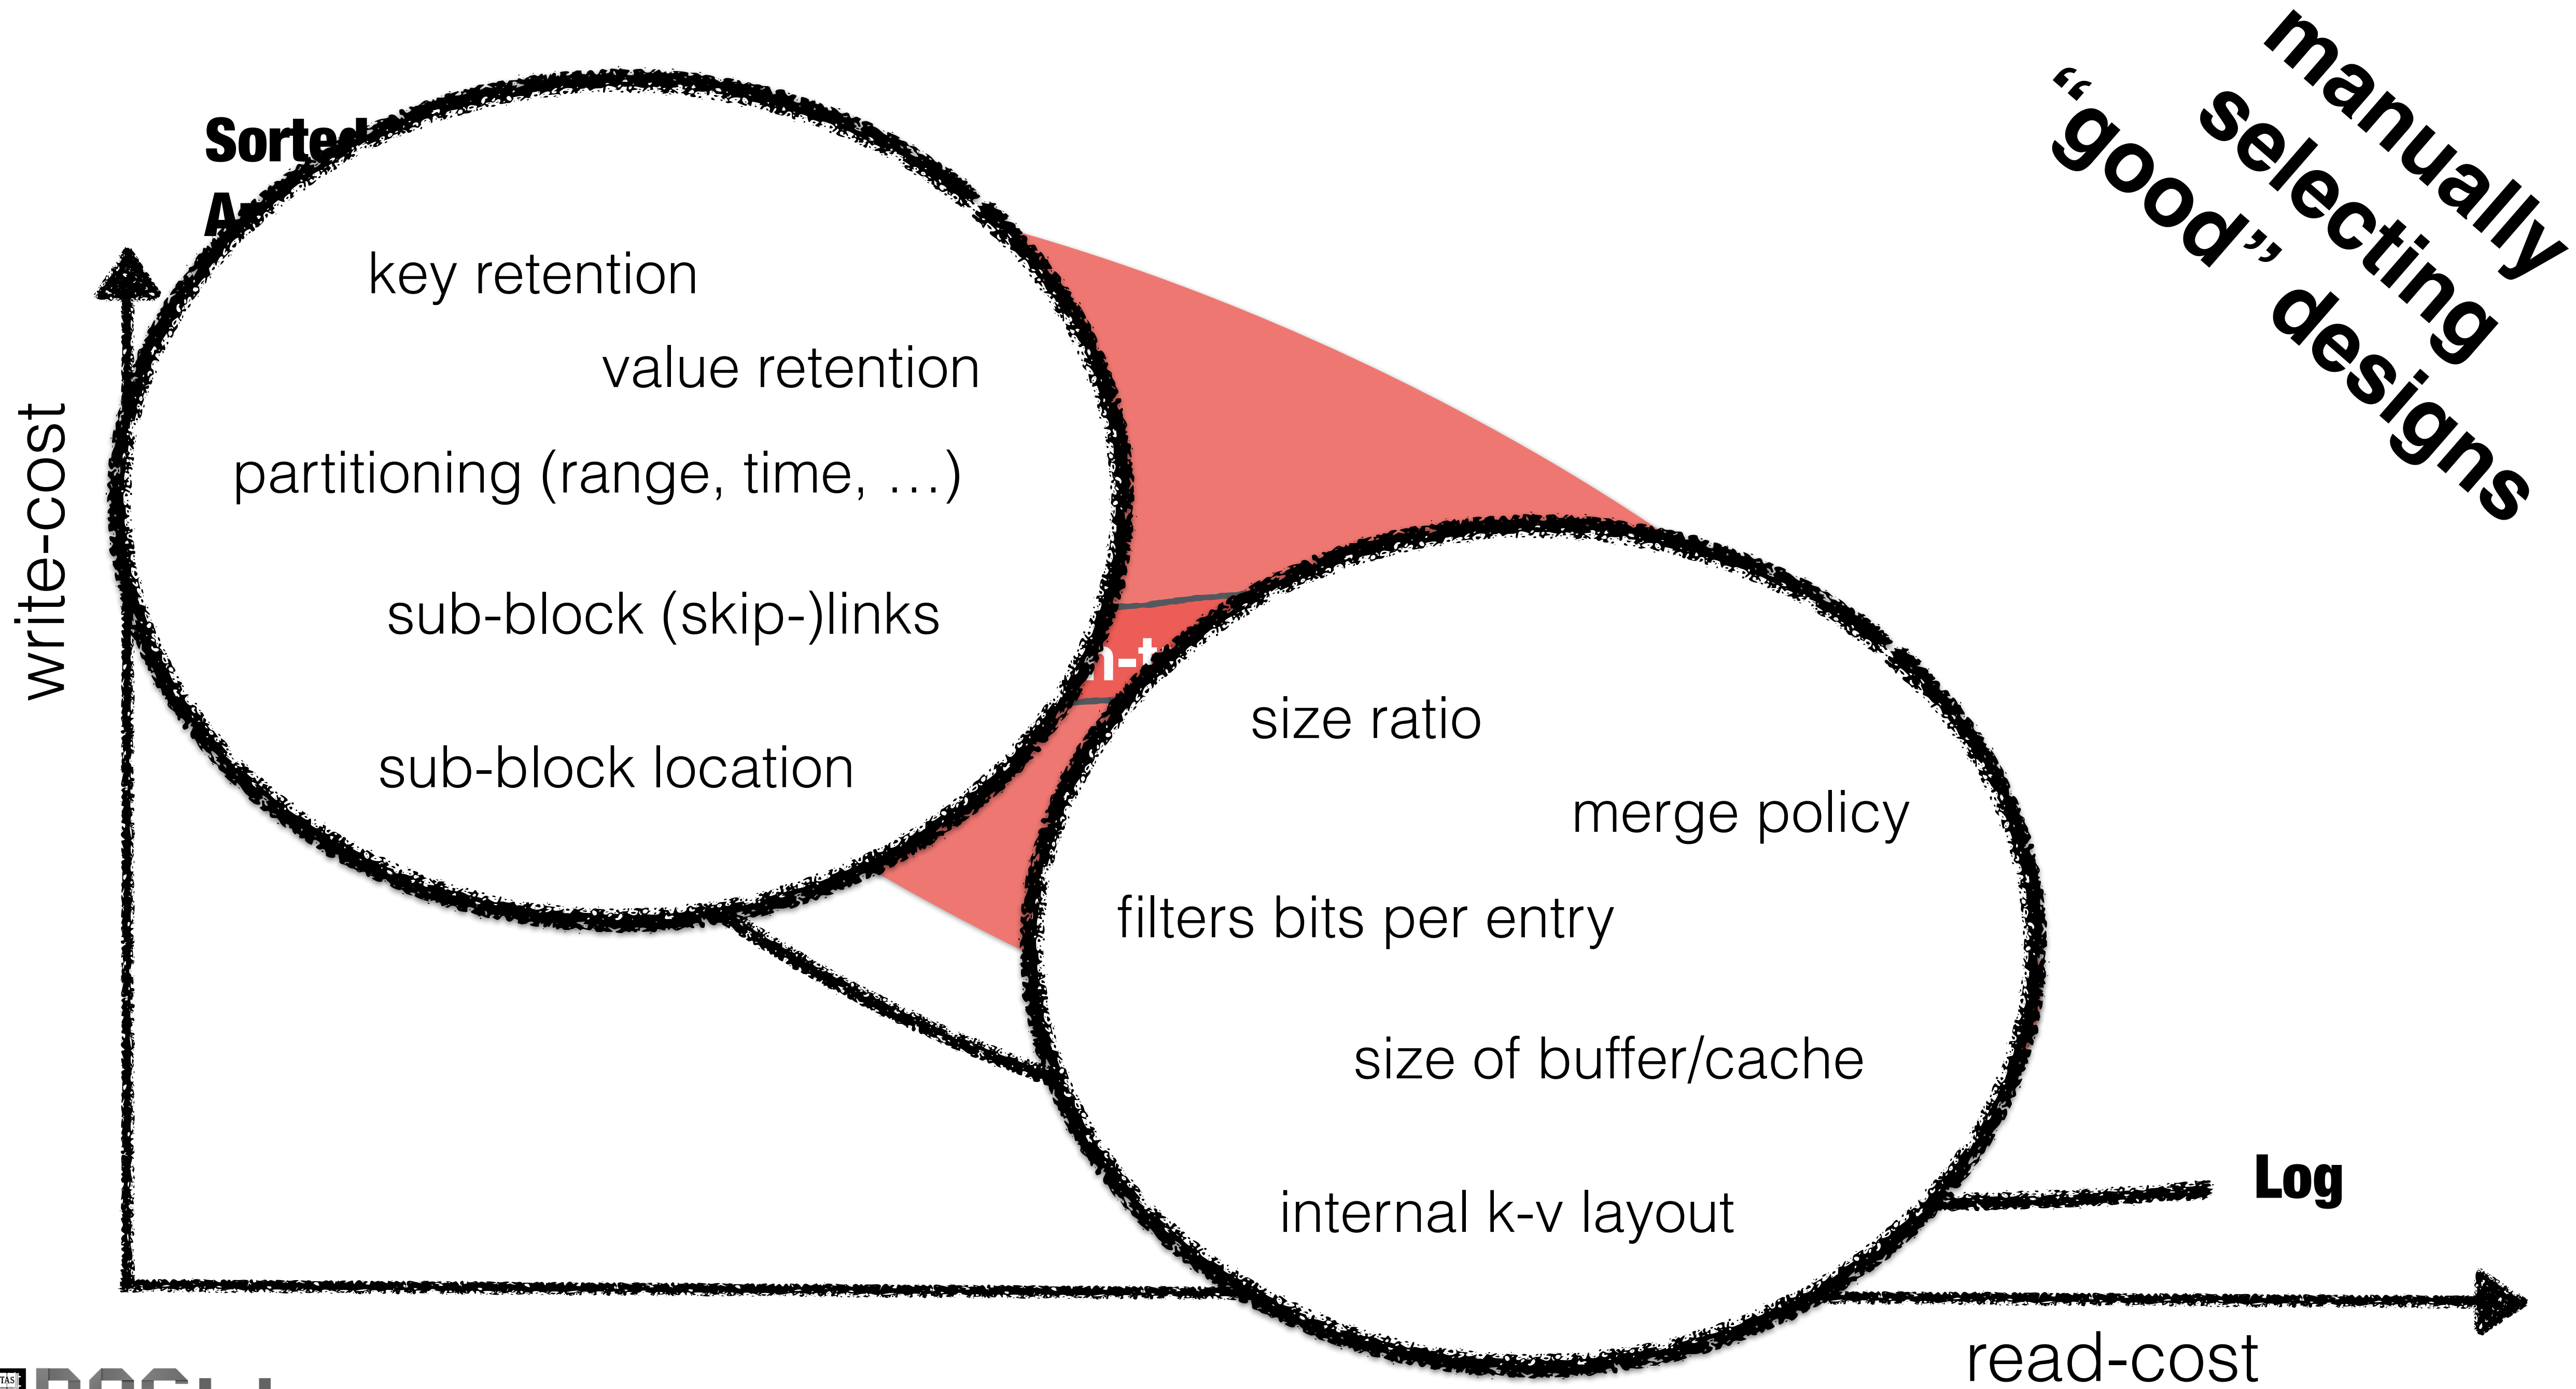 manually
selecting
“good” designs
Sorted
key retention
value retention
partitioning (range, time, …)
sub-block (skip-)links
sub-block location
write-cost
size ratio
merge policy
filters bits per entry
size of buffer/cache
internal k-v layout
Log
read-cost